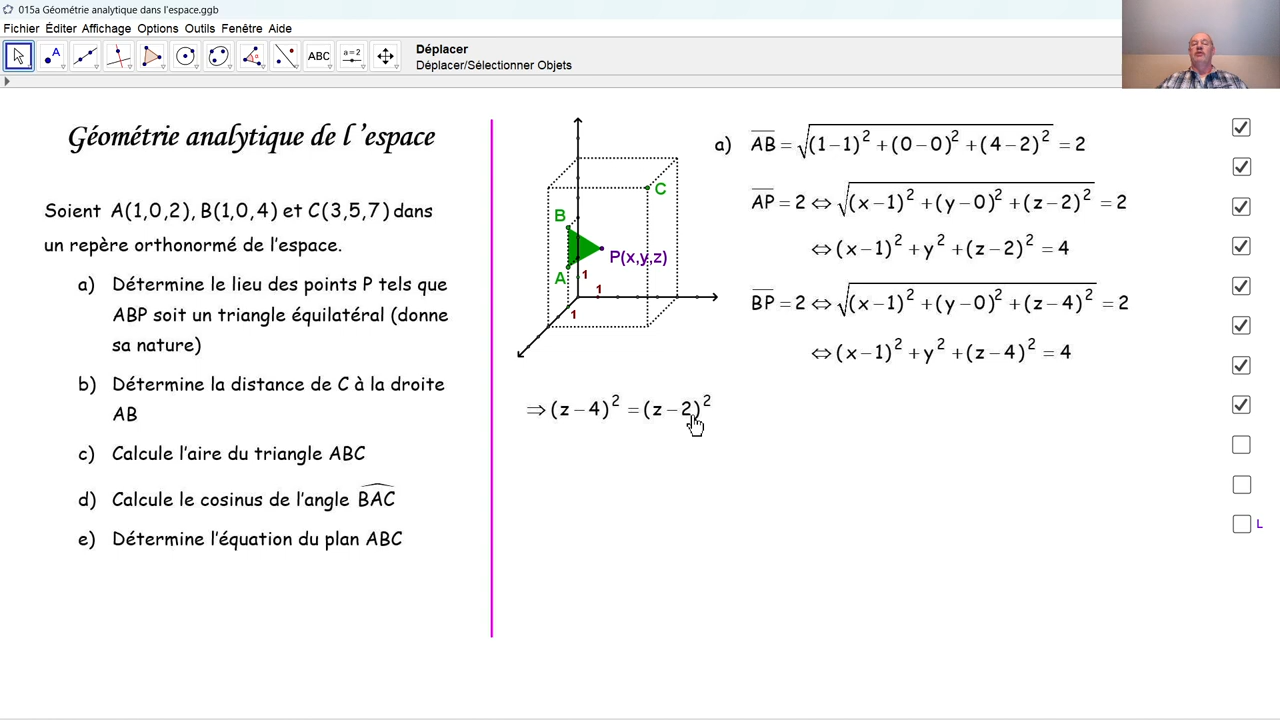 015a Géométrie analytique dans l'espace.ggb
Fichier Éditer Affichage Options Outils Fenêtre Aide
A ABC a=2 Déplacer
Déplacer/Sélectionner Objets
Géométrie analytique de l'espace
Soient A(1,0,2), B(1,0,4) et C(3,5,7) dans
un repère orthonormé de l'espace.
a) Détermine le lieu des points P tels que
ABP soit un triangle équilatéral (donne
sa nature)
b) Détermine la distance de C à la droite
AB
c) Calcule l'aire du triangle ABC
d) Calcule le cosinus de l'angle \widehat{BAC}
e) Détermine l'équation du plan ABC
C
B
P(x,y,z)
A
1
1
1
a) \overline{AB} = √((1−1)² + (0−0)² + (4−2)²) = 2
\overline{AP} = 2 ⇔ √((x−1)² + (y−0)² + (z−2)²) = 2
⇔ (x−1)² + y² + (z−2)² = 4
\overline{BP} = 2 ⇔ √((x−1)² + (y−0)² + (z−4)²) = 2
⇔ (x−1)² + y² + (z−4)² = 4
⇒ (z−4)² = (z−2)²
L